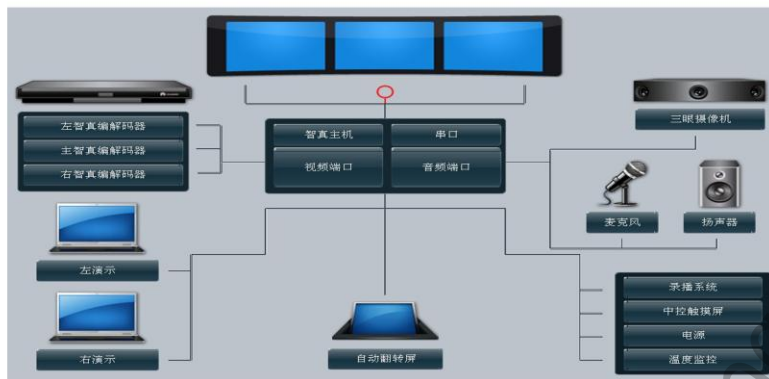 左智真编解码器
主智真编解码器
右智真编解码器
智真主机
串口
视频端口
音频端口
三眼摄像机
麦克风
扬声器
左演示
右演示
自动翻转屏
录播系统
中控触摸屏
电源
温度监控